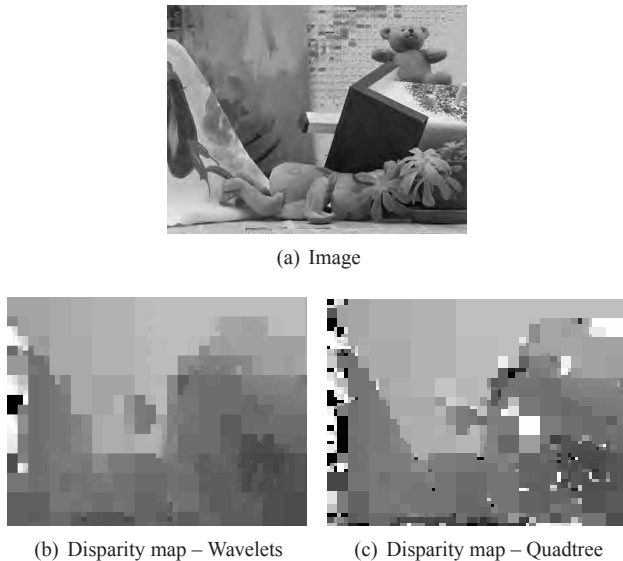 (a) Image
(b) Disparity map – Wavelets
(c) Disparity map – Quadtree